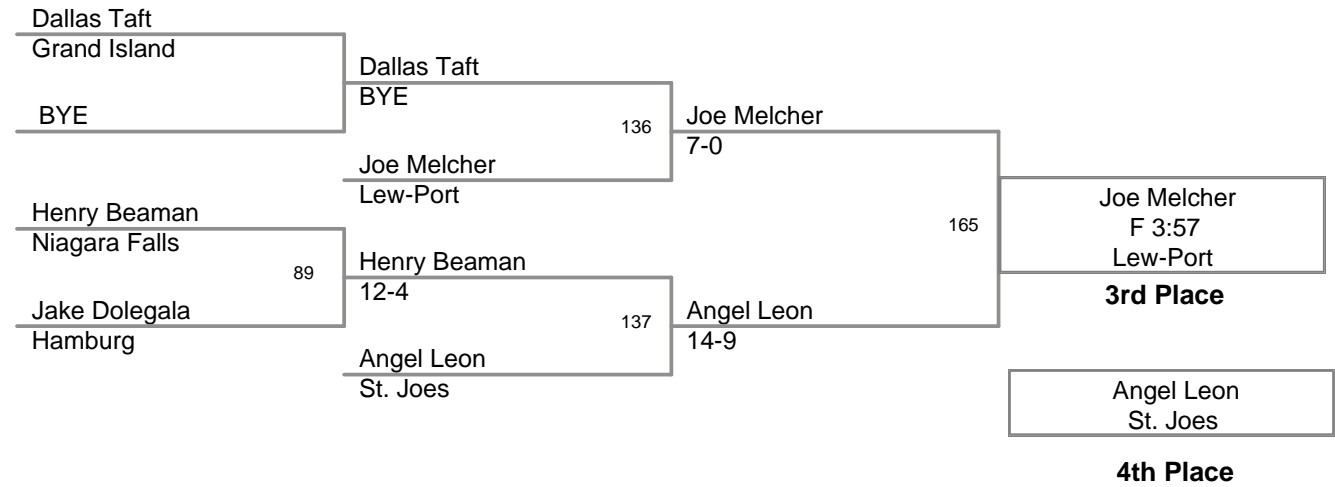 Dallas Taft
Grand Island
BYE
Henry Beaman
Niagara Falls
89
Jake Dolegala
Hamburg
Dallas Taft
BYE
136
Joe Melcher
Lew-Port
Henry Beaman
12-4
137
Angel Leon
St. Joes
Joe Melcher
7-0
165
Angel Leon
14-9
Joe Melcher
F 3:57
Lew-Port
3rd Place
Angel Leon
St. Joes
4th Place